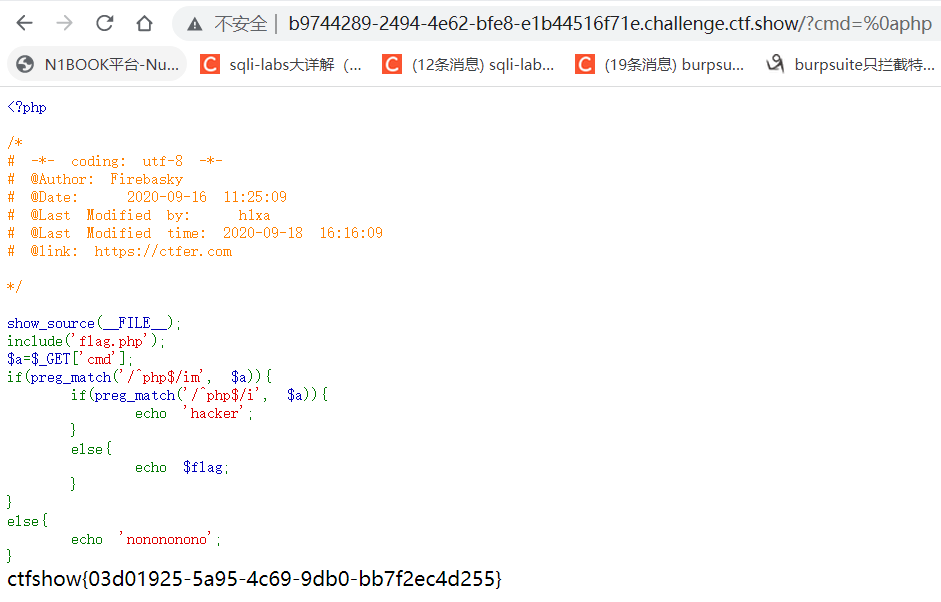 不安全 | b9744289-2494-4e62-bfe8-e1b44516f71e.challenge.ctf.show/?cmd=%0aphp
N1BOOK平台-Nu... sqli-labs大详解（... (12条消息) sqli-lab... (19条消息) burpsu... burpsuite只拦截特...
<?php
/*
# -*- coding: utf-8 -*-
# @Author: Firebasky
# @Date:   2020-09-16 11:25:09
# @Last Modified by:   h1xa
# @Last Modified time: 2020-09-18 16:16:09
# @link: https://ctfer.com
*/
show_source(__FILE__);
include('flag.php');
$a=$_GET['cmd'];
if(preg_match('/^php$/im', $a)){
    if(preg_match('/^php$/i', $a)){
        echo 'hacker';
    }
    else{
        echo $flag;
    }
}
else{
    echo 'nonononono';
}
ctfshow{03d01925-5a95-4c69-9db0-bb7f2ec4d255}